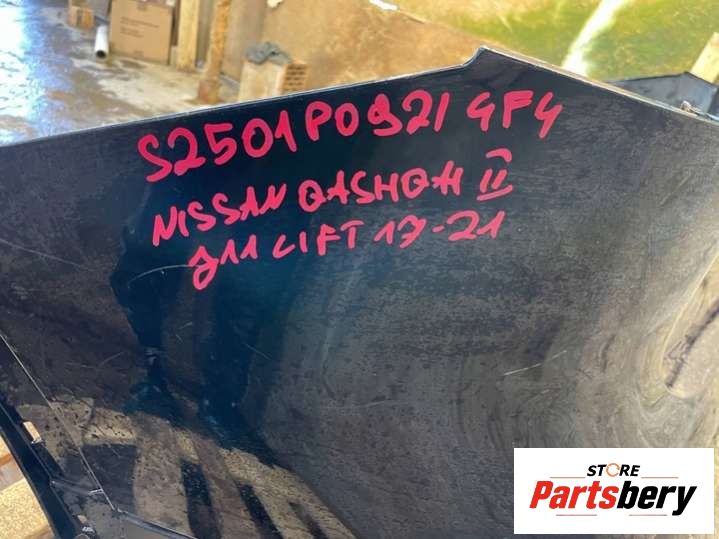 S2501P0921 4F4
NISSAN QASHQAI II
J11 LIFT 17-21
STORE
Partsbery